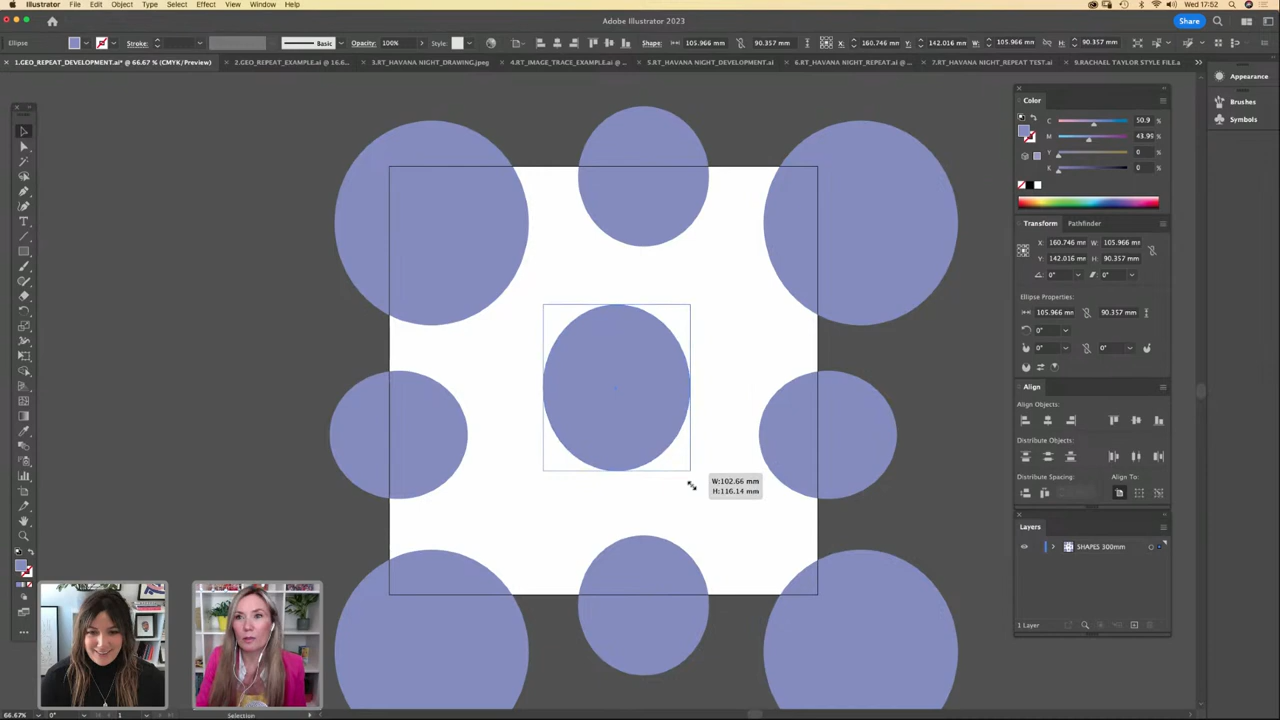 Illustrator File Edit Object Type Select Effect View Window Help
Wed 17:52
Adobe Illustrator 2023
Share
Ellipse Stroke: Basic Opacity: 100% Style: Shape: 105.966 mm 90.357 mm X: 160.746 mm Y: 142.016 mm W: 105.966 mm H: 90.357 mm
1.GEO_REPEAT_DEVELOPMENT.ai* @ 66.67 % (CMYK/Preview)
2.GEO_REPEAT_EXAMPLE.ai @ 16.6...
3.RT_HAVANA NIGHT_DRAWING.jpeg
4.RT_IMAGE_TRACE_EXAMPLE.ai @ ...
5.RT_HAVANA NIGHT_DEVELOPMENT.ai
6.RT_HAVANA NIGHT_REPEAT.ai @ ...
7.RT_HAVANA NIGHT_REPEAT TEST.ai
9.RACHAEL TAYLOR STYLE FILE.a
Appearance
Brushes
Symbols
Color
C 50.9 %
M 43.99 %
Y 0 %
K 0 %
Transform Pathfinder
X: 160.746 mm W: 105.966 mm
Y: 142.016 mm H: 90.357 mm
0° 0°
Ellipse Properties:
105.966 mm 90.357 mm
0°
0° 0°
Align
Align Objects:
Distribute Objects:
Distribute Spacing: Align To:
Layers
SHAPES 300mm
1 Layer
W:102.66 mm
H:116.14 mm
66.67% 0° 1 Selection